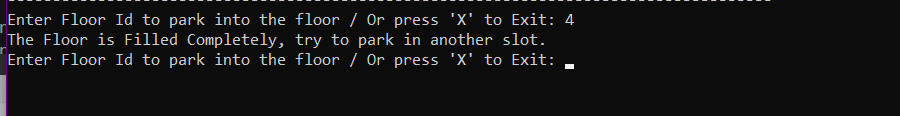 Enter Floor Id to park into the floor / Or press 'X' to Exit: 4
The Floor is Filled Completely, try to park in another slot.
Enter Floor Id to park into the floor / Or press 'X' to Exit: